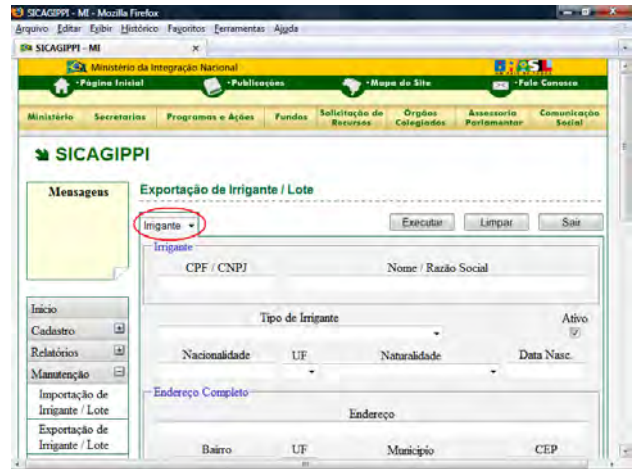 SICAGIPPI - MI - Mozilla Firefox
Arquivo Editar Exibir Histórico Favoritos Ferramentas Ajuda
SICAGIPPI - MI
Ministério da Integração Nacional
Página Inicial Publicações Mapa do Site Fale Conosco
Ministério Secretarias Programas e Ações Fundos Solicitação de Recursos Órgãos Colegiados Assessoria Parlamentar Comunicação Social
SICAGIPPI
Mensagens
Exportação de Irrigante / Lote
Irrigante Executar Limpar Sair
Irrigante
CPF / CNPJ Nome / Razão Social
Tipo de Irrigante Ativo
Nacionalidade UF Naturalidade Data Nasc.
Endereço Completo
Endereço
Bairro UF Município CEP
Início
Cadastro
Relatórios
Manutenção
Importação de
Irrigante / Lote
Exportação de
Irrigante / Lote